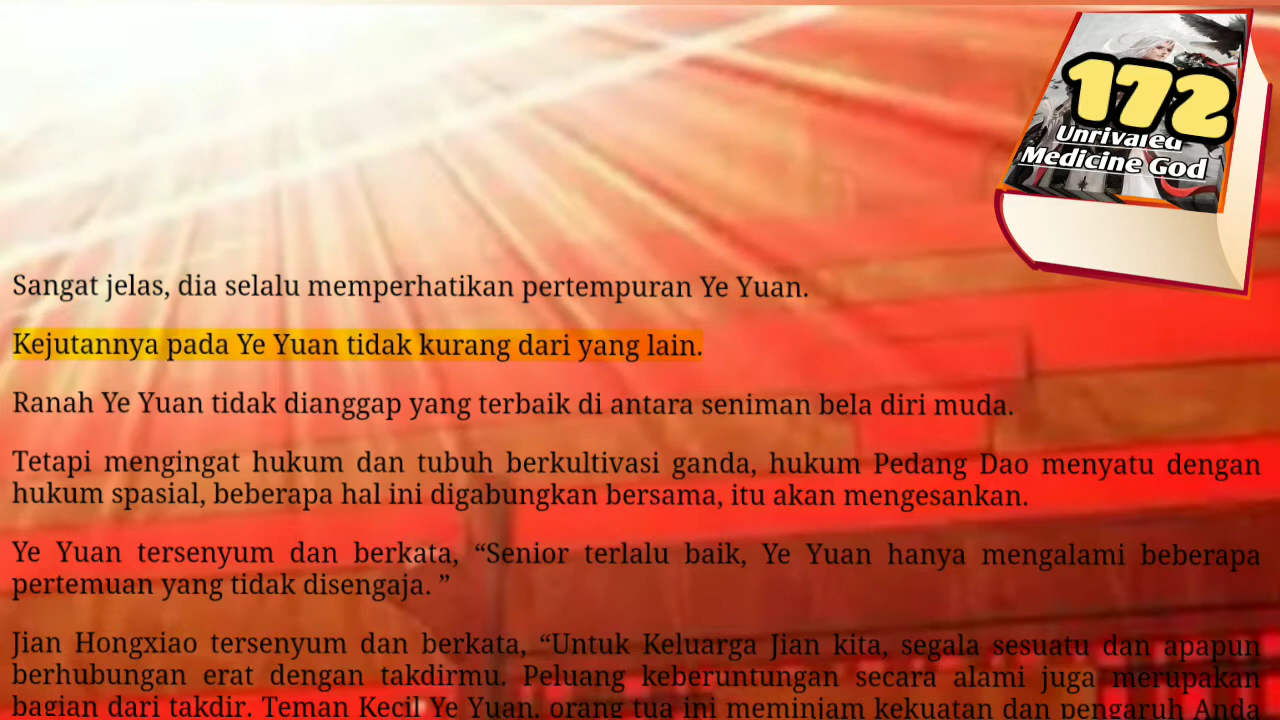 172
Unrivaled
Medicine God
Sangat jelas, dia selalu memperhatikan pertempuran Ye Yuan.
Kejutannya pada Ye Yuan tidak kurang dari yang lain.
Ranah Ye Yuan tidak dianggap yang terbaik di antara seniman bela diri muda.
Tetapi mengingat hukum dan tubuh berkultivasi ganda, hukum Pedang Dao menyatu dengan
hukum spasial, beberapa hal ini digabungkan bersama, itu akan mengesankan.
Ye Yuan tersenyum dan berkata, “Senior terlalu baik, Ye Yuan hanya mengalami beberapa
pertemuan yang tidak disengaja. ”
Jian Hongxiao tersenyum dan berkata, “Untuk Keluarga Jian kita, segala sesuatu dan apapun
berhubungan erat dengan takdirmu. Peluang keberuntungan secara alami juga merupakan
bagian dari takdir. Teman Kecil Ye Yuan, orang tua ini meminjam kekuatan dan pengaruh Anda